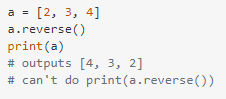 a = [2, 3, 4]
a.reverse()
print(a)
# outputs [4, 3, 2]
# can't do print(a.reverse())